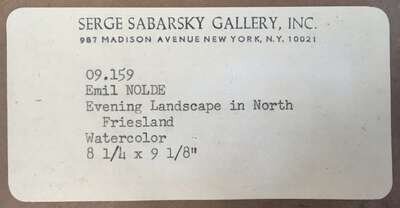 SERGE SABARSKY GALLERY, INC.
987 MADISON AVENUE NEW YORK, N.Y. 10021
09.159
Emil NOLDE
Evening Landscape in North
Friesland
Watercolor
8 1/4 x 9 1/8"